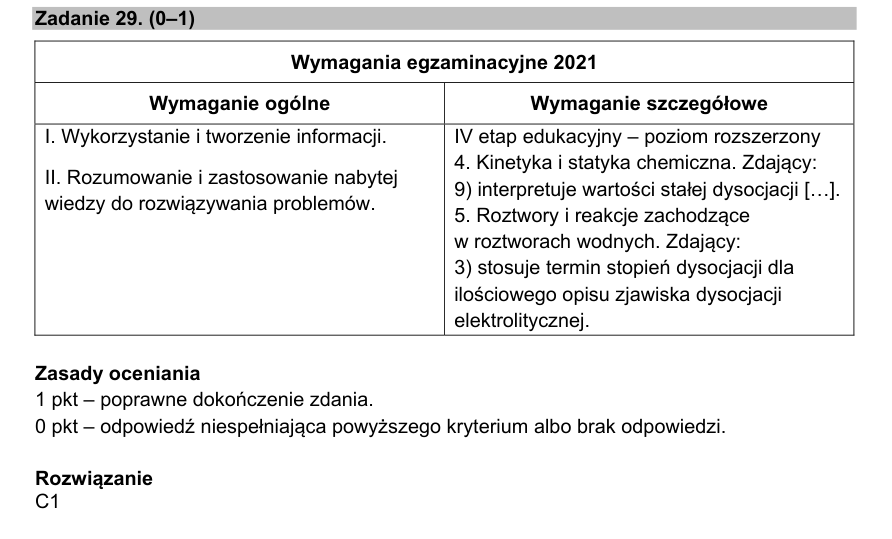 Zadanie 29. (0–1)
Wymagania egzaminacyjne 2021
Wymaganie ogólne
Wymaganie szczegółowe
I. Wykorzystanie i tworzenie informacji.
II. Rozumowanie i zastosowanie nabytej
wiedzy do rozwiązywania problemów.
IV etap edukacyjny – poziom rozszerzony
4. Kinetyka i statyka chemiczna. Zdający:
9) interpretuje wartości stałej dysocjacji […].
5. Roztwory i reakcje zachodzące
w roztworach wodnych. Zdający:
3) stosuje termin stopień dysocjacji dla
ilościowego opisu zjawiska dysocjacji
elektrolitycznej.
Zasady oceniania
1 pkt – poprawne dokończenie zdania.
0 pkt – odpowiedź niespełniająca powyższego kryterium albo brak odpowiedzi.
Rozwiązanie
C1